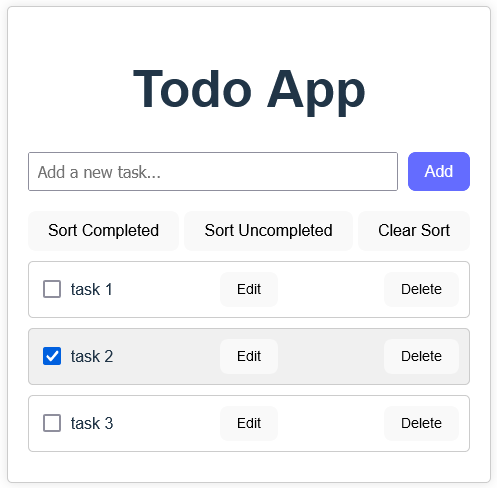 Todo App
Add a new task... Add
Sort Completed Sort Uncompleted Clear Sort
task 1 Edit Delete
task 2 Edit Delete
task 3 Edit Delete